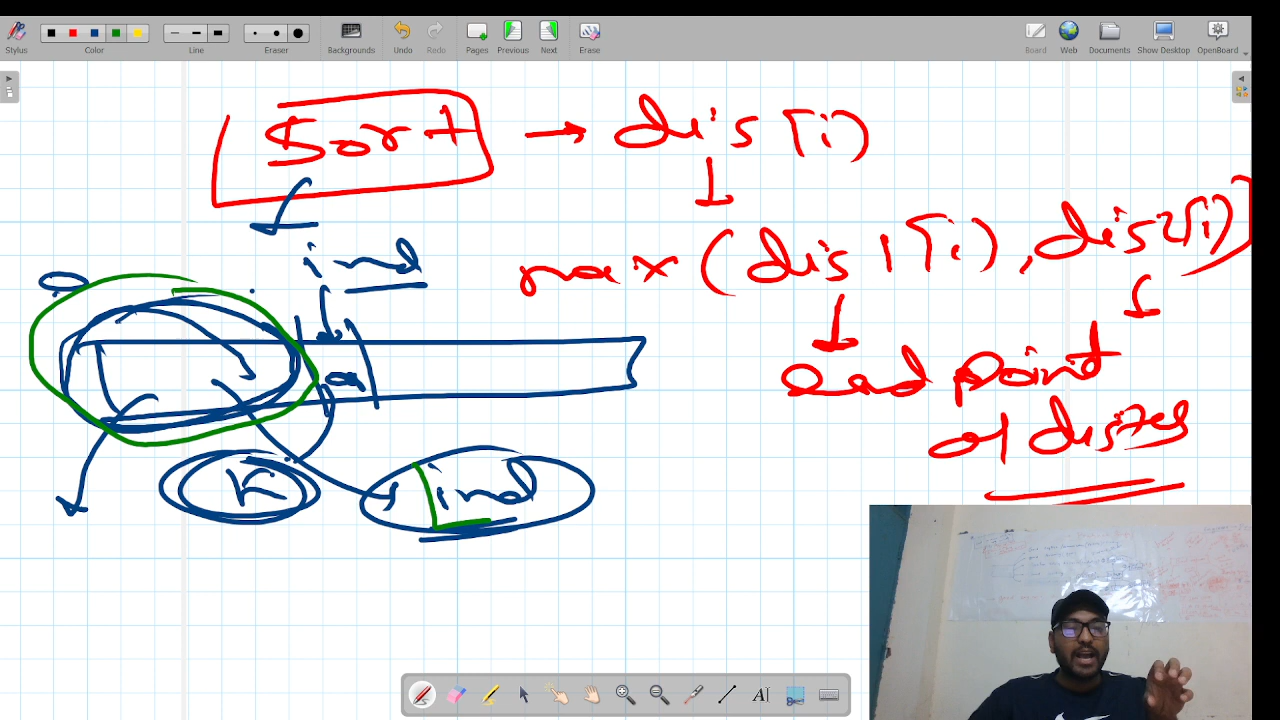 Stylus
Color
Line
Eraser
Backgrounds
Undo
Redo
Pages
Previous
Next
Erase
Board
Web
Documents
Show Desktop
OpenBoard
Sort → dis [i]
max (dis1[i], dis2[i])
end point
of
ind
0
k
ind